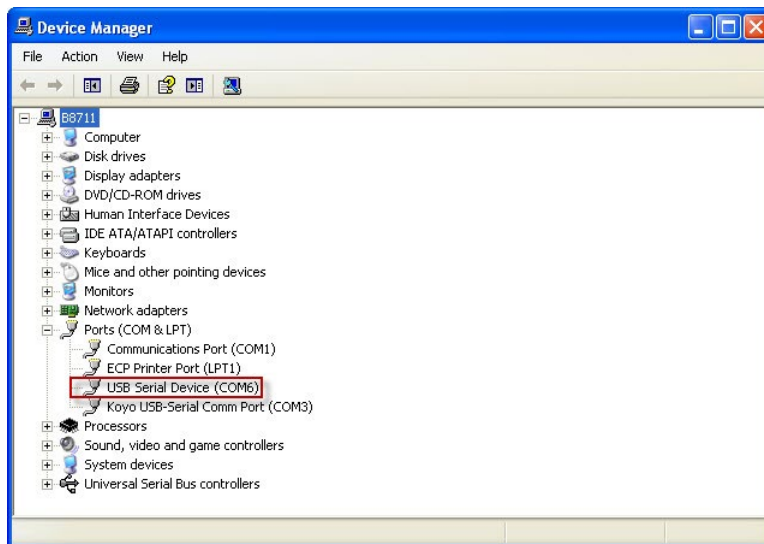 Device Manager
File Action View Help
B8711
Computer
Disk drives
Display adapters
DVD/CD-ROM drives
Human Interface Devices
IDE ATA/ATAPI controllers
Keyboards
Mice and other pointing devices
Monitors
Network adapters
Ports (COM & LPT)
Communications Port (COM1)
ECP Printer Port (LPT1)
USB Serial Device (COM6)
Koyo USB-Serial Comm Port (COM3)
Processors
Sound, video and game controllers
System devices
Universal Serial Bus controllers